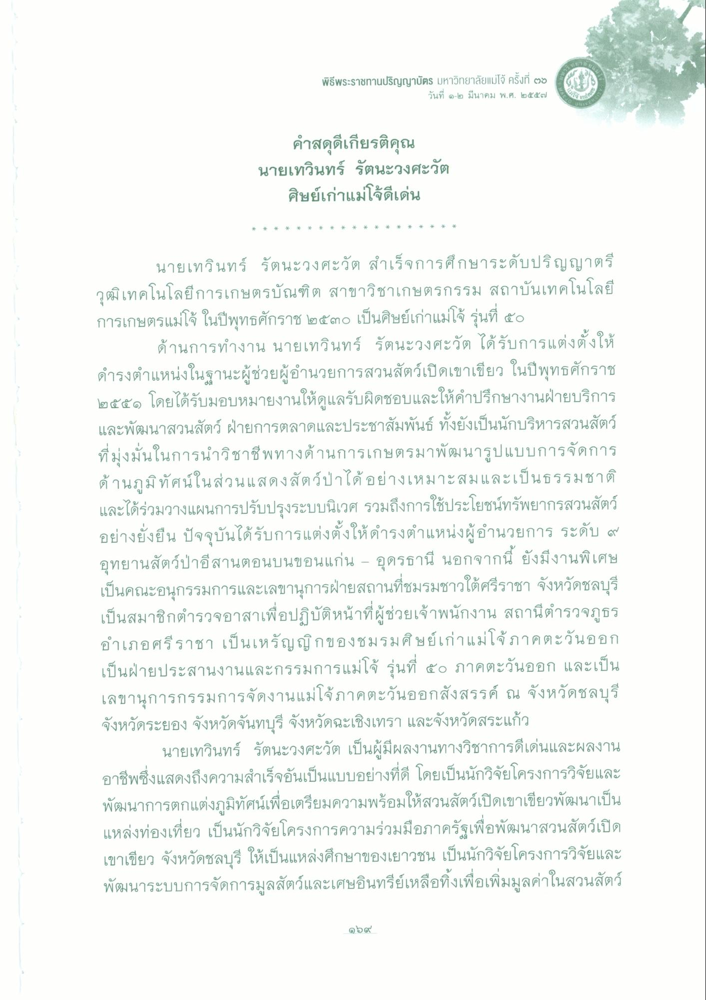 พิธีพระราชทานปริญญาบัตร มหาวิทยาลัยแม่โจ้ ครั้งที่ ๓๖
วันที่ ๑-๒ มีนาคม พ.ศ. ๒๕๕๗
มหาวิทยาลัยแม่โจ้
แม่โจ้ ๒๔๗๗
MAEJO UNIVERSITY
คำสดุดีเกียรติคุณ
นายเทวินทร์ รัตนะวงศะวัต
ศิษย์เก่าแม่โจ้ดีเด่น
* * * * * * * * * * * * * * * * * * *
นายเทวินทร์ รัตนะวงศะวัต สำเร็จการศึกษาระดับปริญญาตรี
วุฒิเทคโนโลยีการเกษตรบัณฑิต สาขาวิชาเกษตรกรรม สถาบันเทคโนโลยี
การเกษตรแม่โจ้ ในปีพุทธศักราช ๒๕๓๐ เป็นศิษย์เก่าแม่โจ้ รุ่นที่ ๕๐
ด้านการทำงาน นายเทวินทร์ รัตนะวงศะวัต ได้รับการแต่งตั้งให้
ดำรงตำแหน่งในฐานะผู้ช่วยผู้อำนวยการสวนสัตว์เปิดเขาเขียว ในปีพุทธศักราช
๒๕๕๑ โดยได้รับมอบหมายงานให้ดูแลรับผิดชอบและให้คำปรึกษางานฝ่ายบริการ
และพัฒนาสวนสัตว์ ฝ่ายการตลาดและประชาสัมพันธ์ ทั้งยังเป็นนักบริหารสวนสัตว์
ที่มุ่งมั่นในการนำวิชาชีพทางด้านการเกษตรมาพัฒนารูปแบบการจัดการ
ด้านภูมิทัศน์ในส่วนแสดงสัตว์ป่าได้อย่างเหมาะสมและเป็นธรรมชาติ
และได้ร่วมวางแผนการปรับปรุงระบบนิเวศ รวมถึงการใช้ประโยชน์ทรัพยากรสวนสัตว์
อย่างยั่งยืน ปัจจุบันได้รับการแต่งตั้งให้ดำรงตำแหน่งผู้อำนวยการ ระดับ ๙
อุทยานสัตว์ป่าอีสานตอนบนขอนแก่น – อุดรธานี นอกจากนี้ ยังมีงานพิเศษ
เป็นคณะอนุกรรมการและเลขานุการฝ่ายสถานที่ชมรมชาวใต้ศรีราชา จังหวัดชลบุรี
เป็นสมาชิกตำรวจอาสาเพื่อปฏิบัติหน้าที่ผู้ช่วยเจ้าพนักงาน สถานีตำรวจภูธร
อำเภอศรีราชา เป็นเหรัญญิกของชมรมศิษย์เก่าแม่โจ้ภาคตะวันออก
เป็นฝ่ายประสานงานและกรรมการแม่โจ้ รุ่นที่ ๕๐ ภาคตะวันออก และเป็น
เลขานุการกรรมการจัดงานแม่โจ้ภาคตะวันออกสังสรรค์ ณ จังหวัดชลบุรี
จังหวัดระยอง จังหวัดจันทบุรี จังหวัดฉะเชิงเทรา และจังหวัดสระแก้ว
นายเทวินทร์ รัตนะวงศะวัต เป็นผู้มีผลงานทางวิชาการดีเด่นและผลงาน
อาชีพซึ่งแสดงถึงความสำเร็จอันเป็นแบบอย่างที่ดี โดยเป็นนักวิจัยโครงการวิจัยและ
พัฒนาการตกแต่งภูมิทัศน์เพื่อเตรียมความพร้อมให้สวนสัตว์เปิดเขาเขียวพัฒนาเป็น
แหล่งท่องเที่ยว เป็นนักวิจัยโครงการความร่วมมือภาครัฐเพื่อพัฒนาสวนสัตว์เปิด
เขาเขียว จังหวัดชลบุรี ให้เป็นแหล่งศึกษาของเยาวชน เป็นนักวิจัยโครงการวิจัยและ
พัฒนาระบบการจัดการมูลสัตว์และเศษอินทรีย์เหลือทิ้งเพื่อเพิ่มมูลค่าในสวนสัตว์
๑๖๙